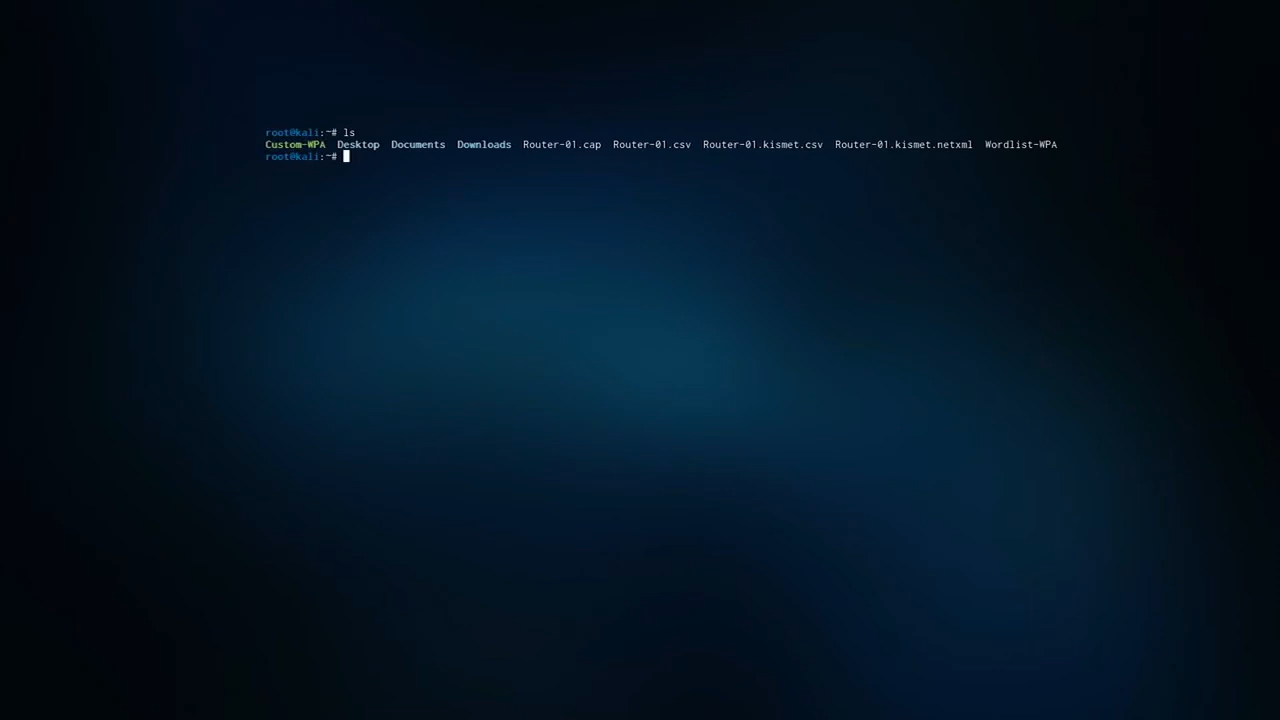 root@kali:~# ls
Custom-WPA  Desktop  Documents  Downloads  Router-01.cap  Router-01.csv  Router-01.kismet.csv  Router-01.kismet.netxml  Wordlist-WPA
root@kali:~#